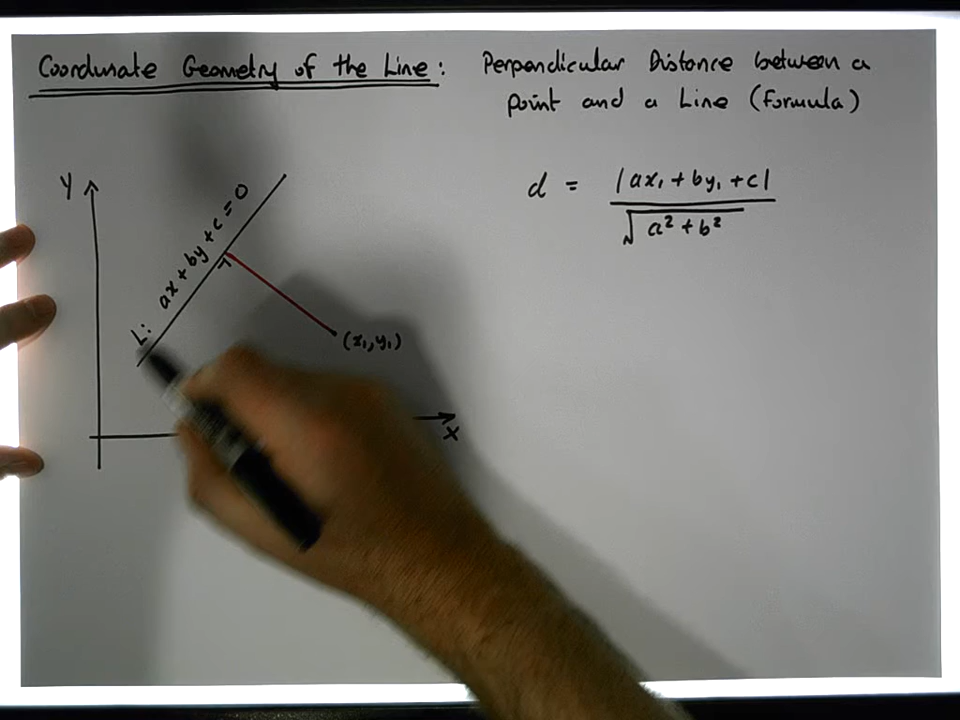 Coordinate Geometry of the Line:
Perpendicular Distance between a
point and a Line (formula)
Y
L: ax + by + c = 0
d = |ax₁ + by₁ + c| / √a² + b²
(x₁, y₁)
X